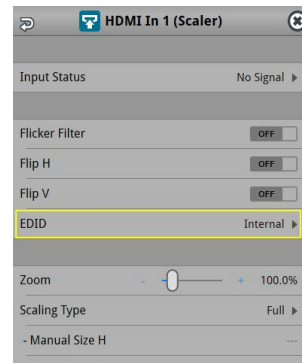 HDMI In 1 (Scaler)
Input Status No Signal
Flicker Filter OFF
Flip H OFF
Flip V OFF
EDID Internal
Zoom - + 100.0%
Scaling Type Full
- Manual Size H ---